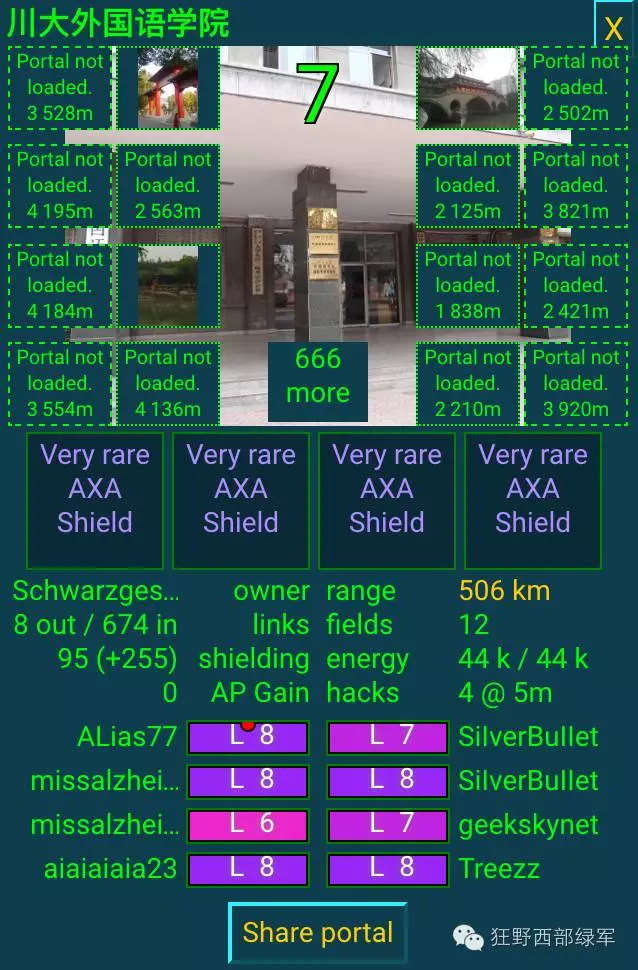 川大外国语学院
X
7
Portal not loaded. 3 528m
Portal not loaded. 2 502m
Portal not loaded. 4 195m
Portal not loaded. 2 563m
Portal not loaded. 2 125m
Portal not loaded. 3 821m
Portal not loaded. 4 184m
Portal not loaded. 1 838m
Portal not loaded. 2 421m
Portal not loaded. 3 554m
Portal not loaded. 4 136m
666 more
Portal not loaded. 2 210m
Portal not loaded. 3 920m
Very rare AXA Shield
Very rare AXA Shield
Very rare AXA Shield
Very rare AXA Shield
Schwarzges... owner range 506 km
8 out / 674 in links fields 12
95 (+255) shielding energy 44 k / 44 k
0 AP Gain hacks 4 @ 5m
ALias77 L 8 L 7 SilverBullet
missalzhei... L 8 L 8 SilverBullet
missalzhei... L 6 L 7 geekskynet
aiaiaiaia23 L 8 L 8 Treezz
Share portal
狂野西部绿军